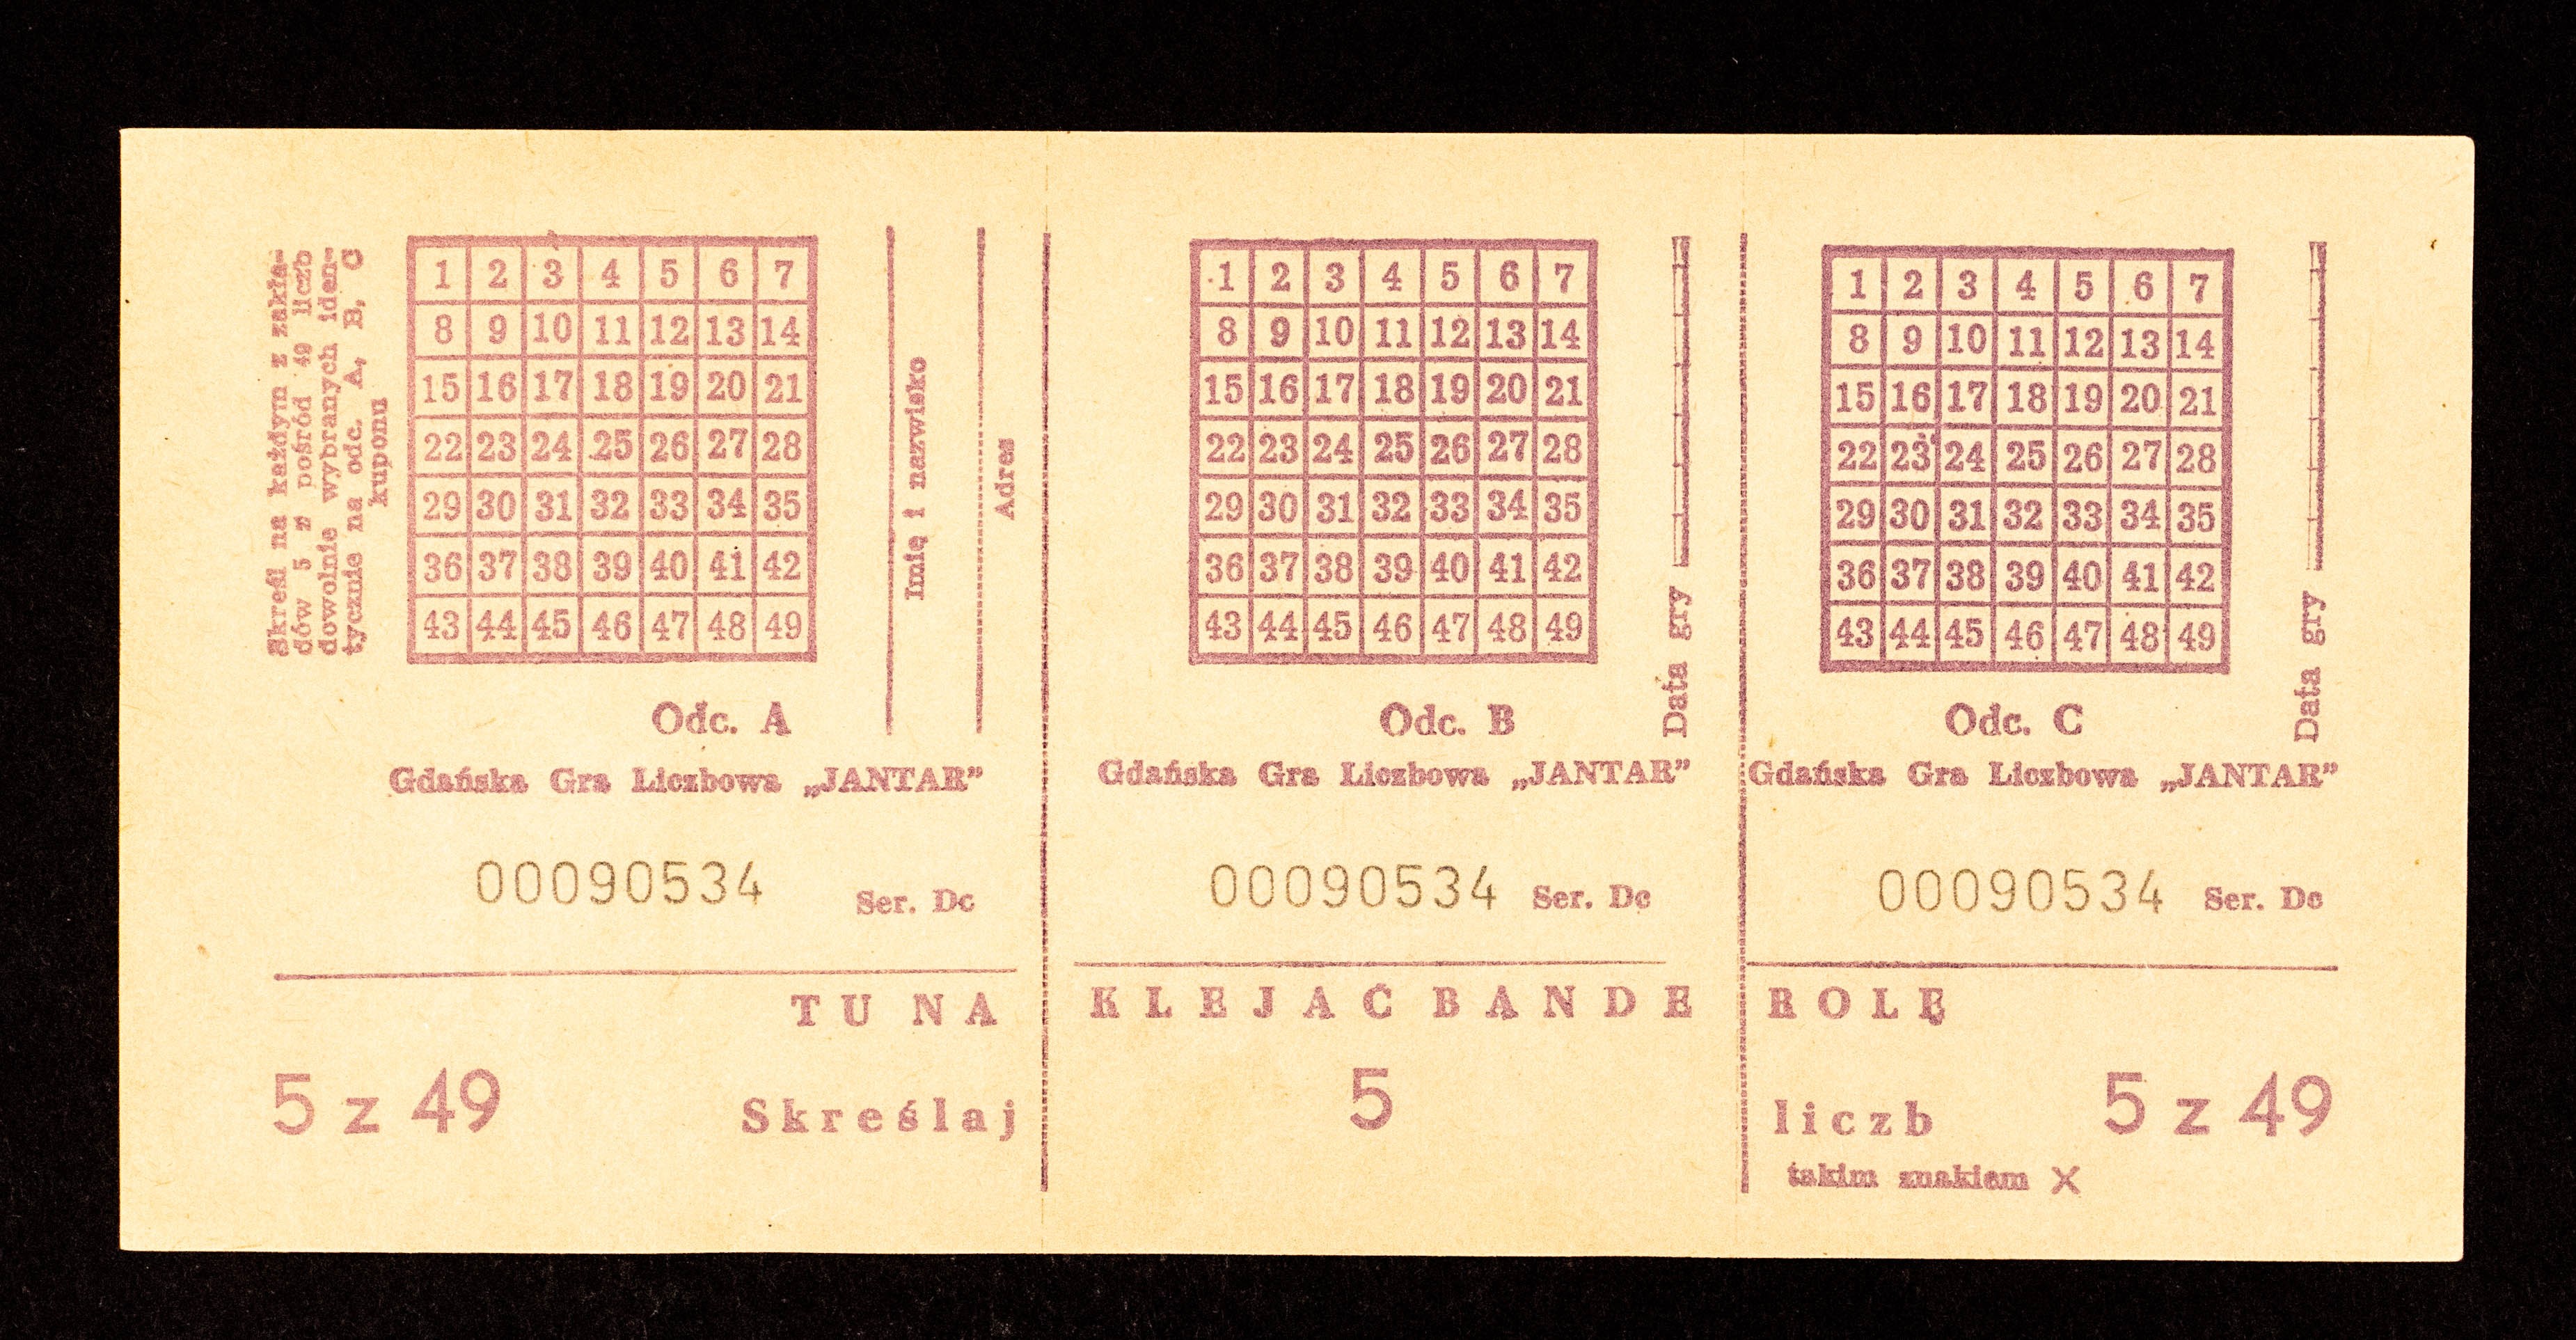 Skreśl na każdym z zakła-
dów 5 z pośród 49 liczb
dowolnie wybranych iden-
tycznie na odc. A, B, C
kuponu
1 2 3 4 5 6 7
8 9 10 11 12 13 14
15 16 17 18 19 20 21
22 23 24 25 26 27 28
29 30 31 32 33 34 35
36 37 38 39 40 41 42
43 44 45 46 47 48 49
Imię i nazwisko
Adres
Odc. A
Gdańska Gra Liczbowa „JANTAR”
00090534 Ser. Dc
1 2 3 4 5 6 7
8 9 10 11 12 13 14
15 16 17 18 19 20 21
22 23 24 25 26 27 28
29 30 31 32 33 34 35
36 37 38 39 40 41 42
43 44 45 46 47 48 49
Data gry
Odc. B
Gdańska Gra Liczbowa „JANTAR”
00090534 Ser. Dc
1 2 3 4 5 6 7
8 9 10 11 12 13 14
15 16 17 18 19 20 21
22 23 24 25 26 27 28
29 30 31 32 33 34 35
36 37 38 39 40 41 42
43 44 45 46 47 48 49
Data gry
Odc. C
Gdańska Gra Liczbowa „JANTAR”
00090534 Ser. Dc
TU NAKLEJAĆ BANDEROLĘ
5 z 49 Skreślaj 5 liczb 5 z 49
takim znakiem X